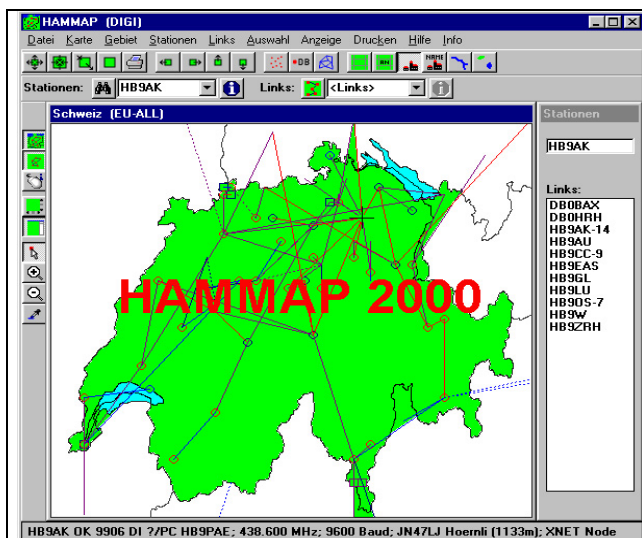 HAMMAP (DIGI)
Datei Karte Gebiet Stationen Links Auswahl Anzeige Drucken Hilfe Info
DB NAME
Stationen: HB9AK Links: <Links>
Schweiz (EU-ALL)
Stationen
HB9AK
Links:
DB0BAX
DB0HRH
HB9AK-14
HB9AU
HB9CC-9
HB9EAS
HB9GL
HB9LU
HB9OS-7
HB9W
HB9ZRH
HAMMAP 2000
HB9AK OK 9906 DI ?/PC HB9PAE; 438.600 MHz; 9600 Baud; JN47LJ Hoernli (1133m); XNET Node